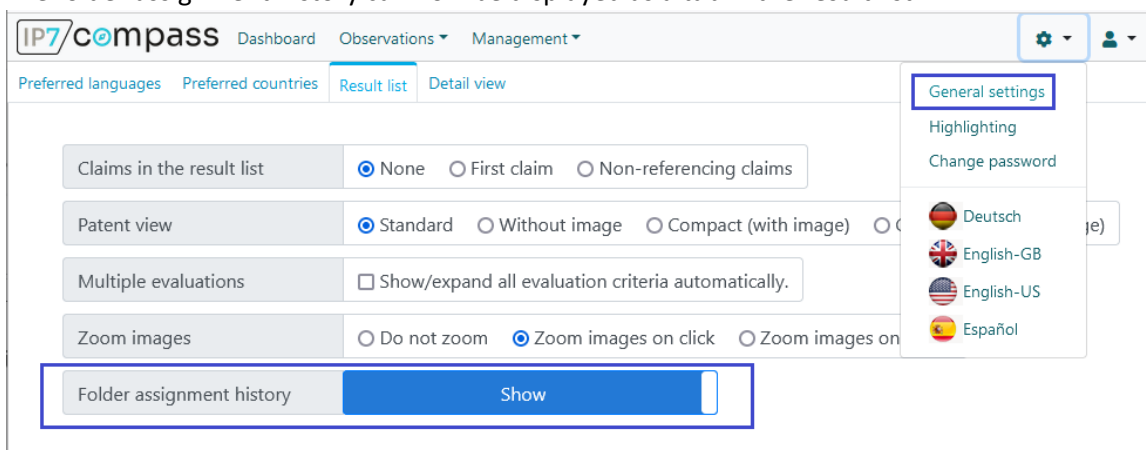 IP7/compass Dashboard Observations Management
Preferred languages Preferred countries Result list Detail view
General settings
Highlighting
Change password
Deutsch
English-GB
English-US
Español
Claims in the result list None First claim Non-referencing claims
Patent view Standard Without image Compact (with image)
Multiple evaluations Show/expand all evaluation criteria automatically.
Zoom images Do not zoom Zoom images on click Zoom images on
Folder assignment history Show